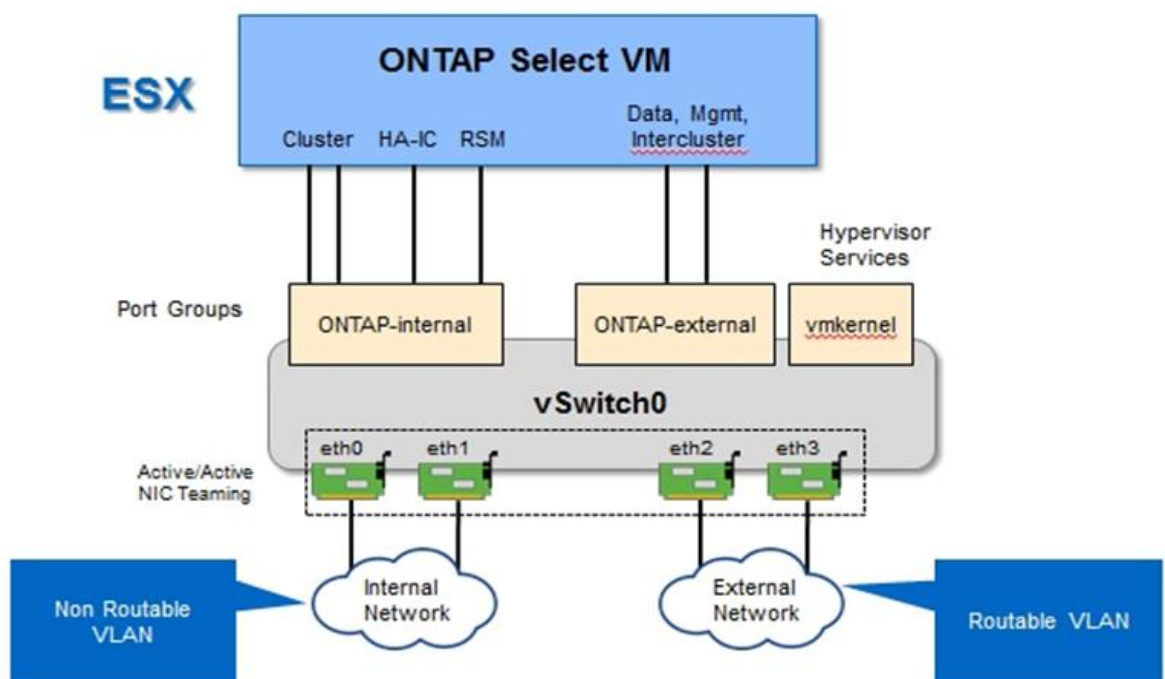 ONTAP Select VM
ESX
Data, Mgmt,
Cluster HA-IC RSM Intercluster
Hypervisor
Services
Port Groups
ONTAP-internal ONTAP-external vmkernel
vSwitch0
eth0 eth1 eth2 eth3
Active/Active
NIC Teaming
Internal
Network
External
Network
Non Routable
VLAN
Routable VLAN